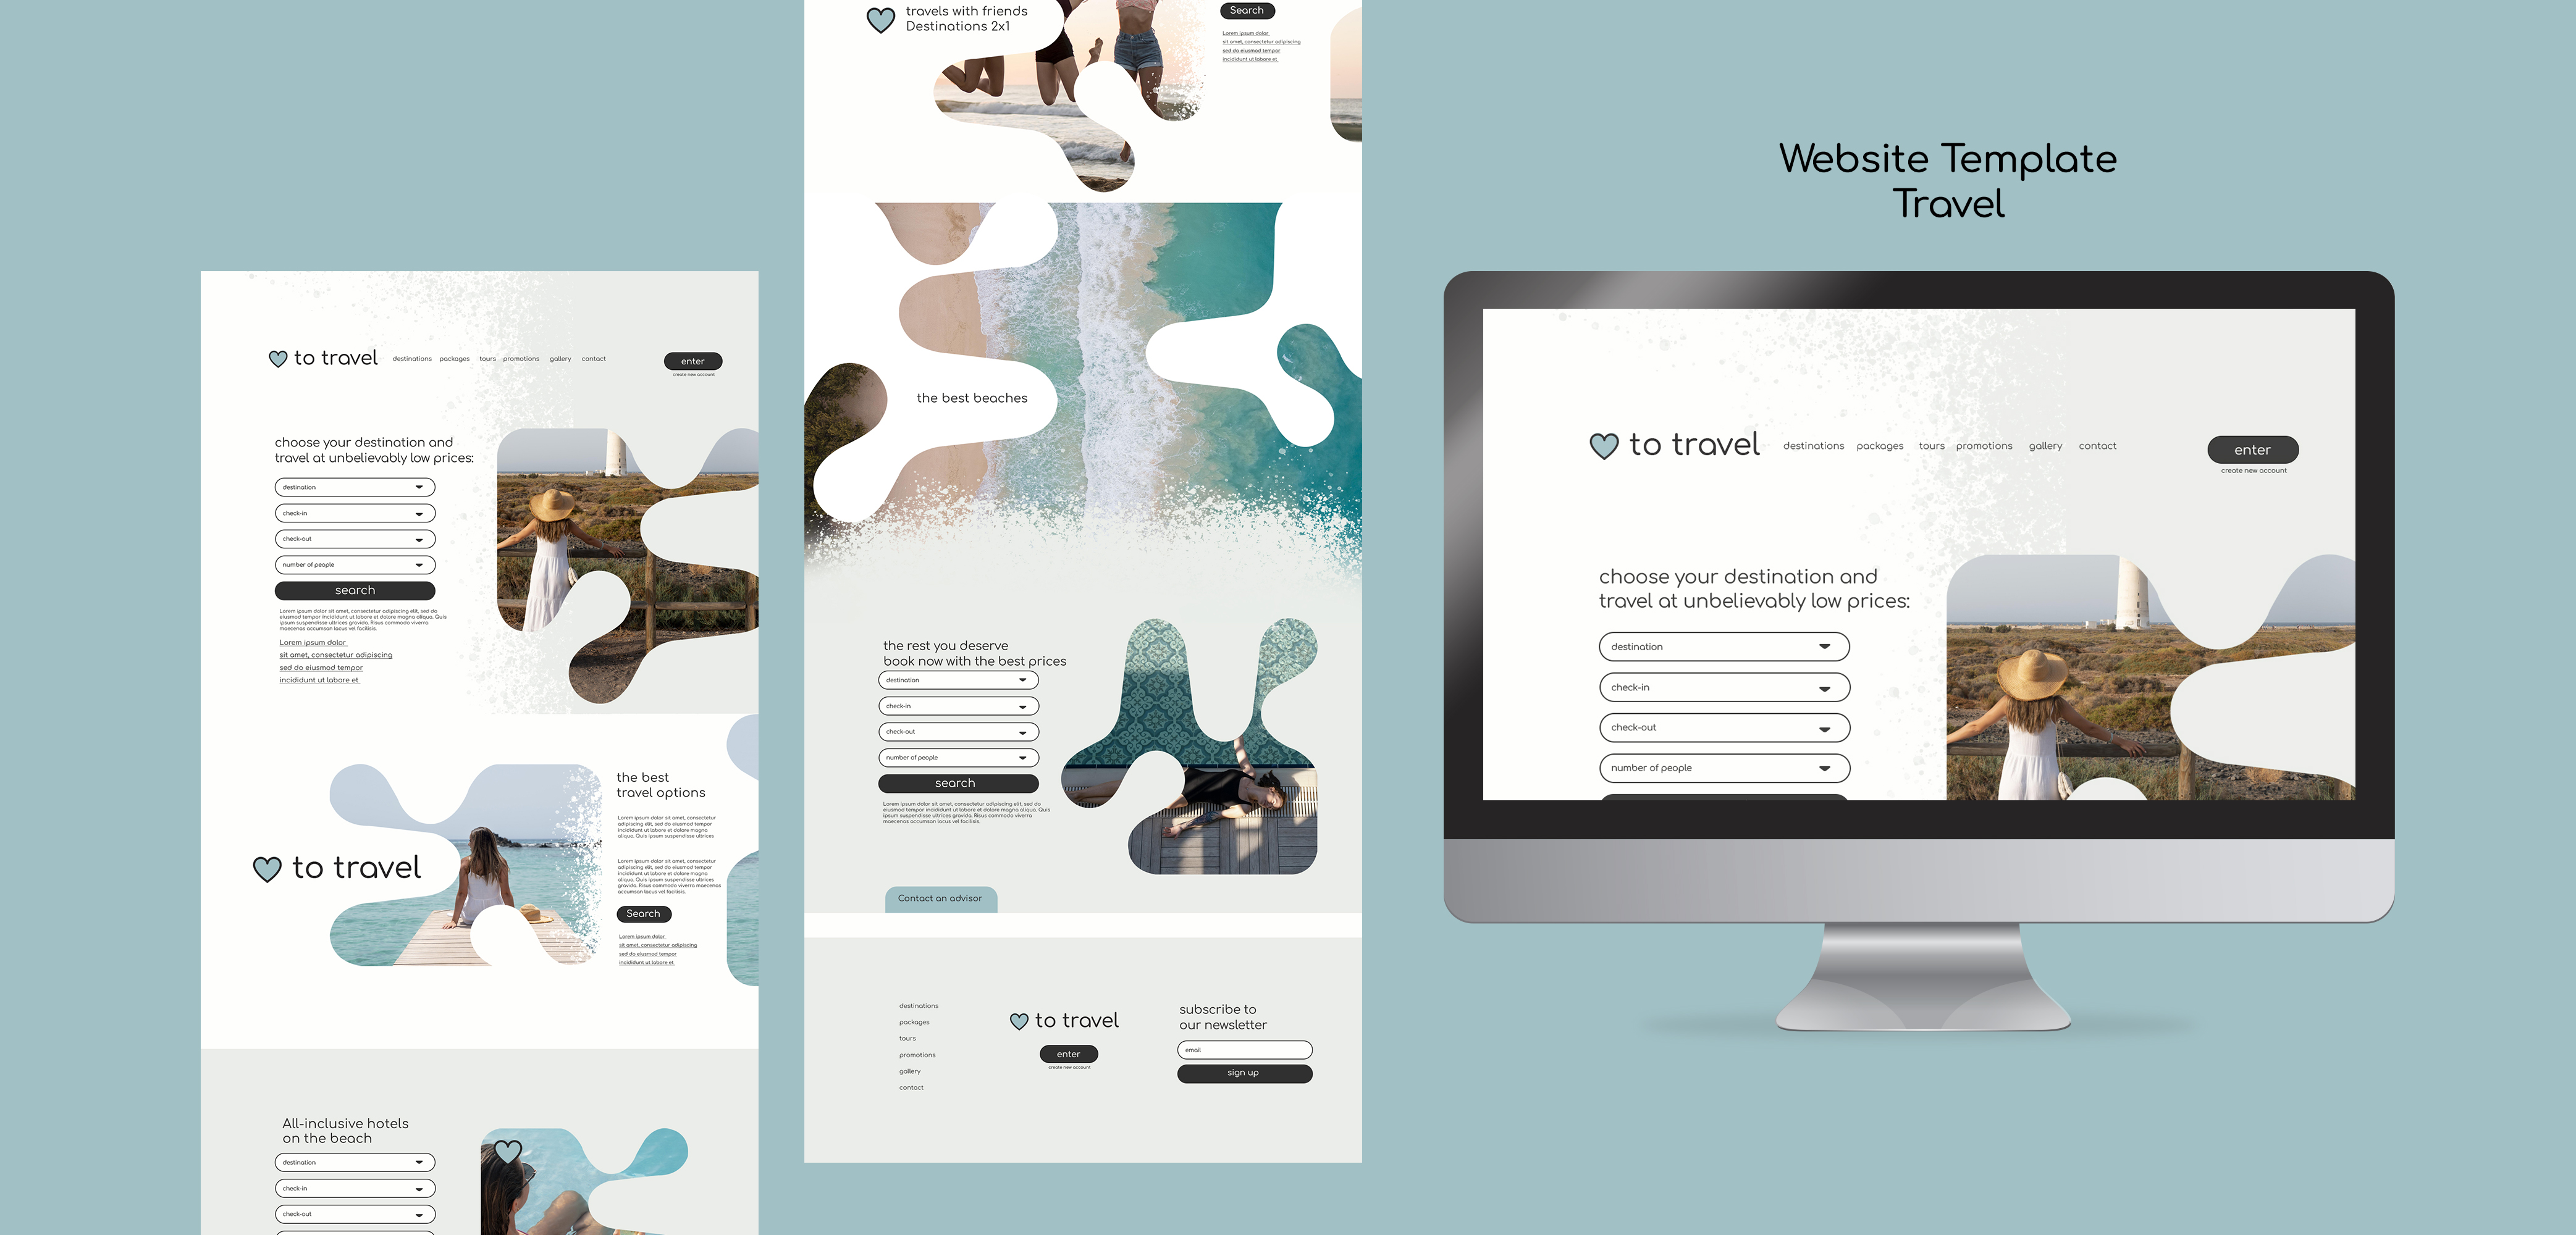 to travel
destinations packages tours promotions gallery contact
enter
create new account
choose your destination and
travel at unbelievably low prices:
destination
check-in
check-out
number of people
search
Lorem ipsum dolor sit amet, consectetur adipiscing elit, sed do
eiusmod tempor incididunt ut labore et dolore magna aliqua. Quis
ipsum suspendisse ultrices gravida. Risus commodo viverra
maecenas accumsan lacus vel facilisis.
Lorem ipsum dolor
sit amet, consectetur adipiscing
sed do eiusmod tempor
incididunt ut labore et
to travel
the best
travel options
Lorem ipsum dolor sit amet, consectetur
adipiscing elit, sed do eiusmod tempor
incididunt ut labore et dolore magna
aliqua. Quis ipsum suspendisse ultrices
Lorem ipsum dolor sit amet, consectetur
adipiscing elit, sed do eiusmod tempor
incididunt ut labore et dolore magna
aliqua. Quis ipsum suspendisse ultrices
gravida. Risus commodo viverra maecenas
accumsan lacus vel facilisis.
Search
Lorem ipsum dolor
sit amet, consectetur adipiscing
sed do eiusmod tempor
incididunt ut labore et
All-inclusive hotels
on the beach
destination
check-in
check-out
travels with friends
Destinations 2x1
Search
Lorem ipsum dolor
sit amet, consectetur adipiscing
sed do eiusmod tempor
incididunt ut labore et
the best beaches
the rest you deserve
book now with the best prices
destination
check-in
check-out
number of people
search
Lorem ipsum dolor sit amet, consectetur adipiscing elit, sed do
eiusmod tempor incididunt ut labore et dolore magna aliqua. Quis
ipsum suspendisse ultrices gravida. Risus commodo viverra
maecenas accumsan lacus vel facilisis.
Contact an advisor
destinations
packages
tours
promotions
gallery
contact
to travel
enter
create new account
subscribe to
our newsletter
email
sign up
Website Template
Travel
to travel
destinations packages tours promotions gallery contact
enter
create new account
choose your destination and
travel at unbelievably low prices:
destination
check-in
check-out
number of people